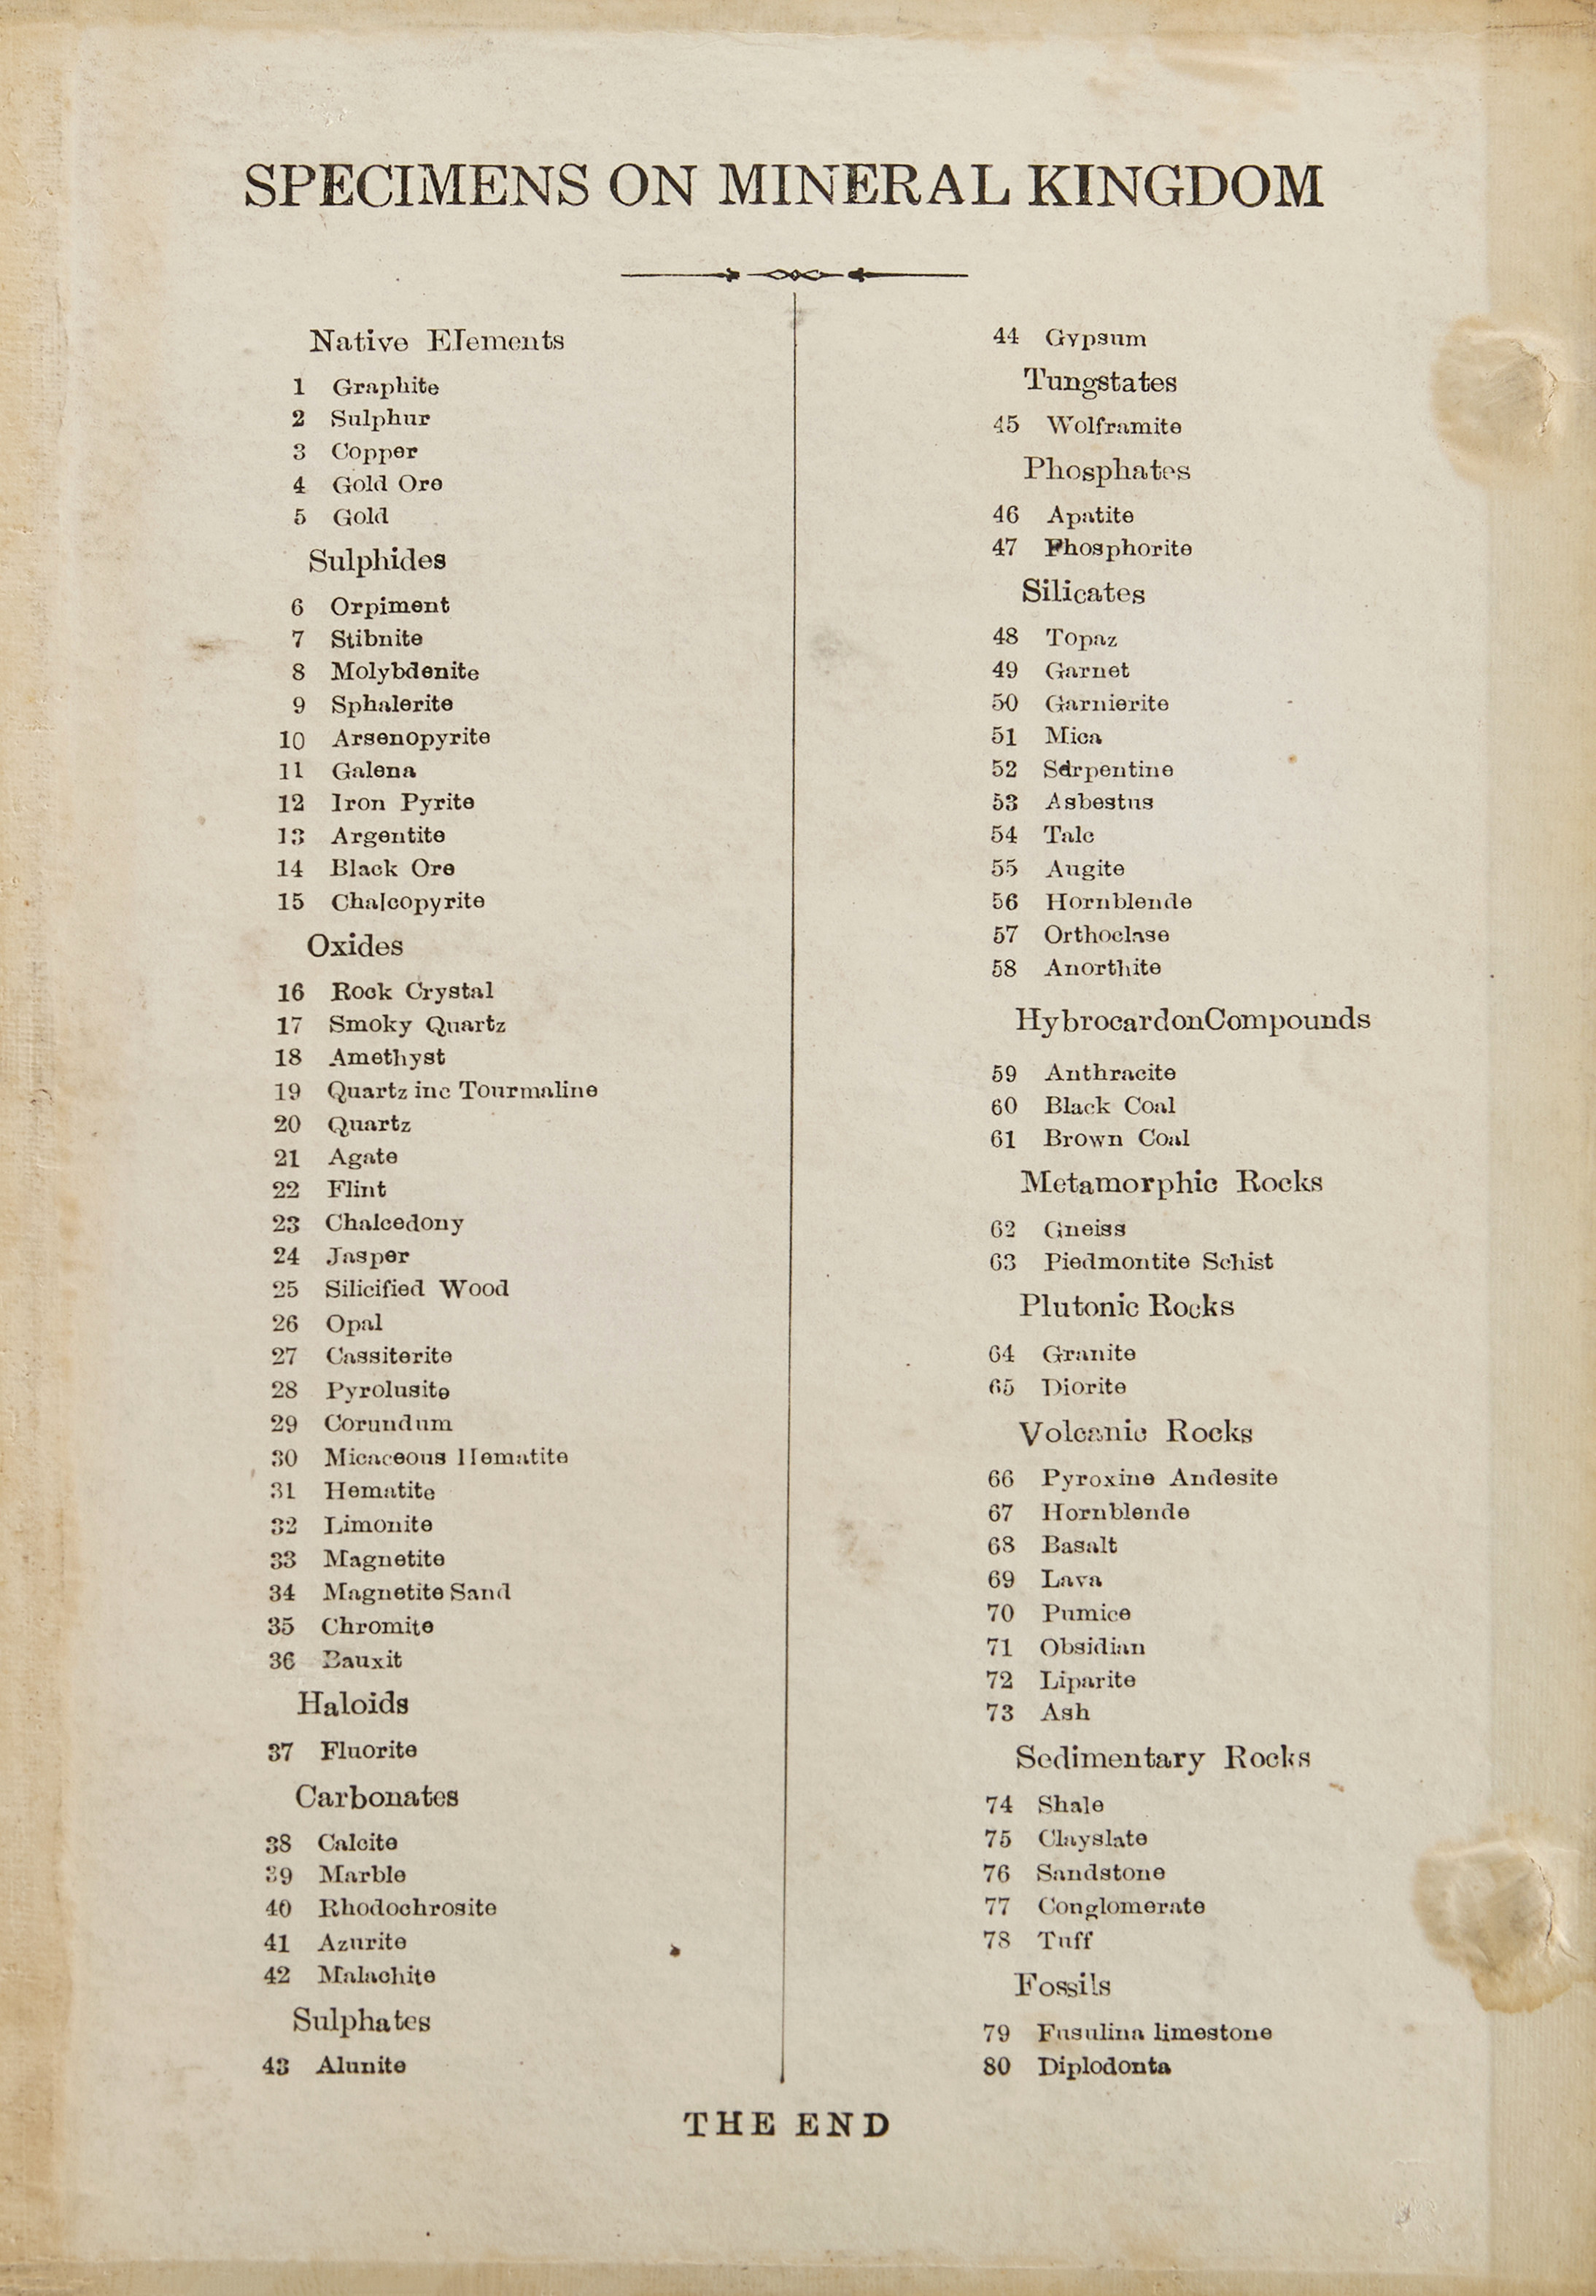 SPECIMENS ON MINERAL KINGDOM
Native Elements
1 Graphite
2 Sulphur
3 Copper
4 Gold Ore
5 Gold
Sulphides
6 Orpiment
7 Stibnite
8 Molybdenite
9 Sphalerite
10 Arsenopyrite
11 Galena
12 Iron Pyrite
13 Argentite
14 Black Ore
15 Chalcopyrite
Oxides
16 Rock Crystal
17 Smoky Quartz
18 Amethyst
19 Quartz inc Tourmaline
20 Quartz
21 Agate
22 Flint
23 Chalcedony
24 Jasper
25 Silicified Wood
26 Opal
27 Cassiterite
28 Pyrolusite
29 Corundum
30 Micaceous Hematite
31 Hematite
32 Limonite
33 Magnetite
34 Magnetite Sand
35 Chromite
36 Bauxit
Haloids
37 Fluorite
Carbonates
38 Calcite
39 Marble
40 Rhodochrosite
41 Azurite
42 Malachite
Sulphates
43 Alunite
44 Gypsum
Tungstates
45 Wolframite
Phosphates
46 Apatite
47 Phosphorite
Silicates
48 Topaz
49 Garnet
50 Garnierite
51 Mica
52 Serpentine
53 Asbestus
54 Talc
55 Augite
56 Hornblende
57 Orthoclase
58 Anorthite
HybrocardonCompounds
59 Anthracite
60 Black Coal
61 Brown Coal
Metamorphic Rocks
62 Gneiss
63 Piedmontite Schist
Plutonic Rocks
64 Granite
65 Diorite
Volcanic Rocks
66 Pyroxine Andesite
67 Hornblende
68 Basalt
69 Lava
70 Pumice
71 Obsidian
72 Liparite
73 Ash
Sedimentary Rocks
74 Shale
75 Clayslate
76 Sandstone
77 Conglomerate
78 Tuff
Fossils
79 Fusulina limestone
80 Diplodonta
THE END